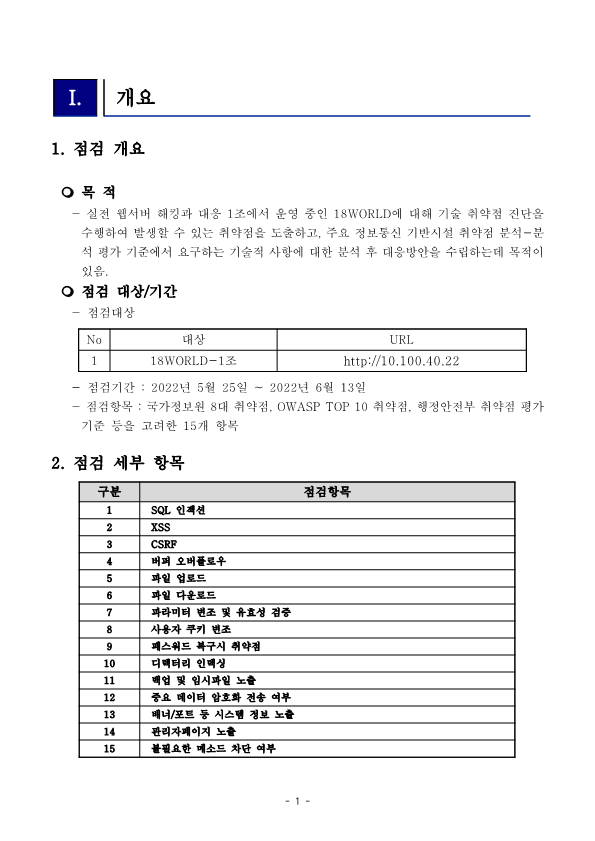 I. 개요
1. 점검 개요
❍ 목 적
- 실전 웹서버 해킹과 대응 1조에서 운영 중인 18WORLD에 대해 기술 취약점 진단을
수행하여 발생할 수 있는 취약점을 도출하고, 주요 정보통신 기반시설 취약점 분석-분
석 평가 기준에서 요구하는 기술적 사항에 대한 분석 후 대응방안을 수립하는데 목적이
있음.
❍ 점검 대상/기간
- 점검대상
No 대상 URL
1 18WORLD-1조 http://10.100.40.22
- 점검기간 : 2022년 5월 25일 ~ 2022년 6월 13일
- 점검항목 : 국가정보원 8대 취약점, OWASP TOP 10 취약점, 행정안전부 취약점 평가
기준 등을 고려한 15개 항목
2. 점검 세부 항목
구분 점검항목
1 SQL 인젝션
2 XSS
3 CSRF
4 버퍼 오버플로우
5 파일 업로드
6 파일 다운로드
7 파라미터 변조 및 유효성 검증
8 사용자 쿠키 변조
9 패스워드 복구시 취약점
10 디렉터리 인덱싱
11 백업 및 임시파일 노출
12 중요 데이터 암호화 전송 여부
13 배너/포트 등 시스템 정보 노출
14 관리자페이지 노출
15 불필요한 메소드 차단 여부
- 1 -